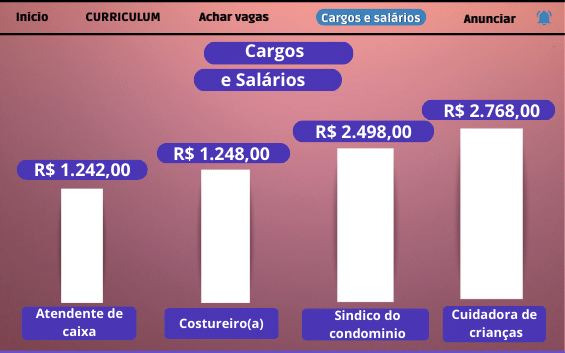 Inicio
CURRICULUM
Achar vagas
Cargos e salários
Anunciar
Cargos
e Salários
R$ 1.242,00
R$ 1.248,00
R$ 2.498,00
R$ 2.768,00
Atendente de
caixa
Costureiro(a)
Sindico do
condominio
Cuidadora de
crianças